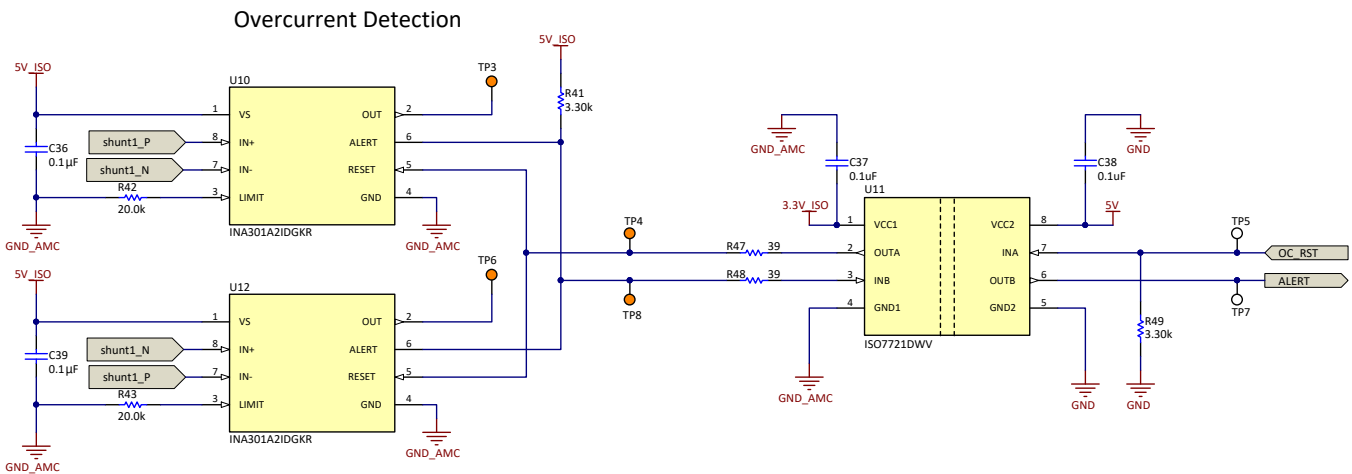 Overcurrent Detection
5V_ISO
U10
1
VS
OUT
2
TP3
shunt1_P
8
IN+
ALERT
6
shunt1_N
7
IN-
RESET
5
C36
0.1µF
R42
20.0k
3
LIMIT
GND
4
INA301A2IDGKR
GND_AMC
GND_AMC
5V_ISO
R41
3.30k
5V_ISO
U12
1
VS
OUT
2
TP6
shunt1_N
8
IN+
ALERT
6
shunt1_P
7
IN-
RESET
5
C39
0.1µF
R43
20.0k
3
LIMIT
GND
4
INA301A2IDGKR
GND_AMC
GND_AMC
TP4
TP8
R47
39
R48
39
GND_AMC
C37
0.1uF
GND
C38
0.1uF
U11
3.3V_ISO
1
VCC1
VCC2
8
5V
2
OUTA
INA
7
3
INB
OUTB
6
4
GND1
GND2
5
ISO7721DWV
GND_AMC
GND
R49
3.30k
GND
TP5
OC_RST
ALERT
TP7